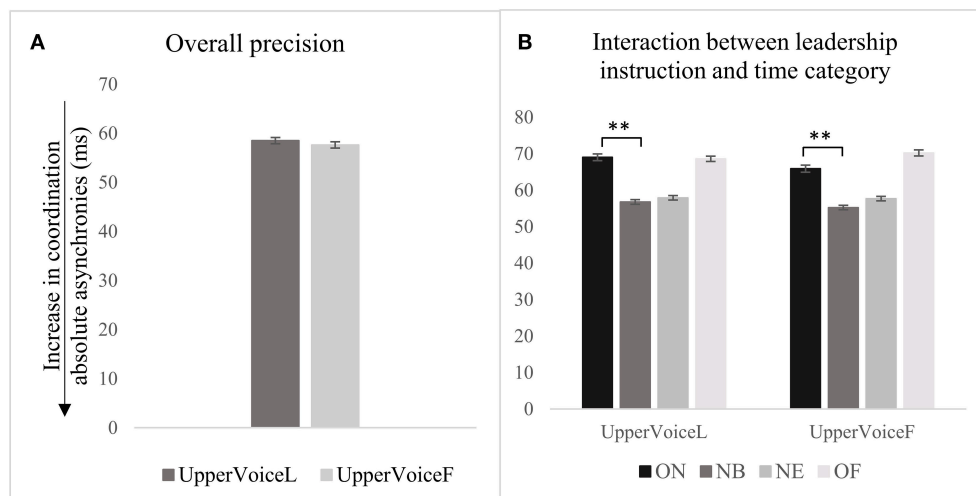 A
Overall precision
Increase in coordination
absolute asynchronies (ms)
70
60
50
40
30
20
10
0
UpperVoiceL UpperVoiceF
B
Interaction between leadership
instruction and time category
80
70
60
50
40
30
20
10
0
**
**
UpperVoiceL UpperVoiceF
ON NB NE OF